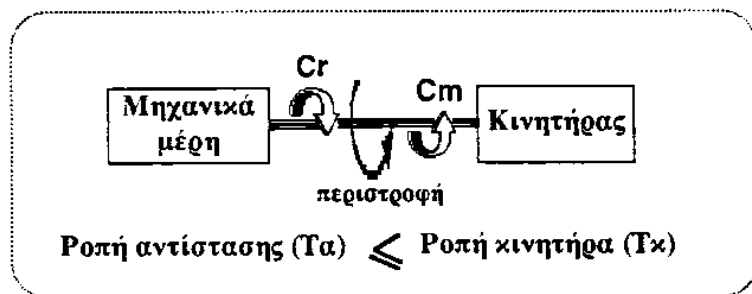 Cr
Cm
Μηχανικά
μέρη
Κινητήρας
περιστροφή
Ροπή αντίστασης (Τα) ⩽ Ροπή κινητήρα (Τκ)